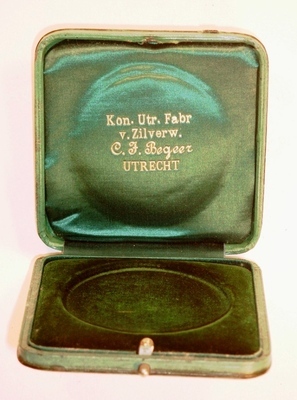 Kon. Utr. Fabr
v. Zilverw.
C. J. Begeer
UTRECHT